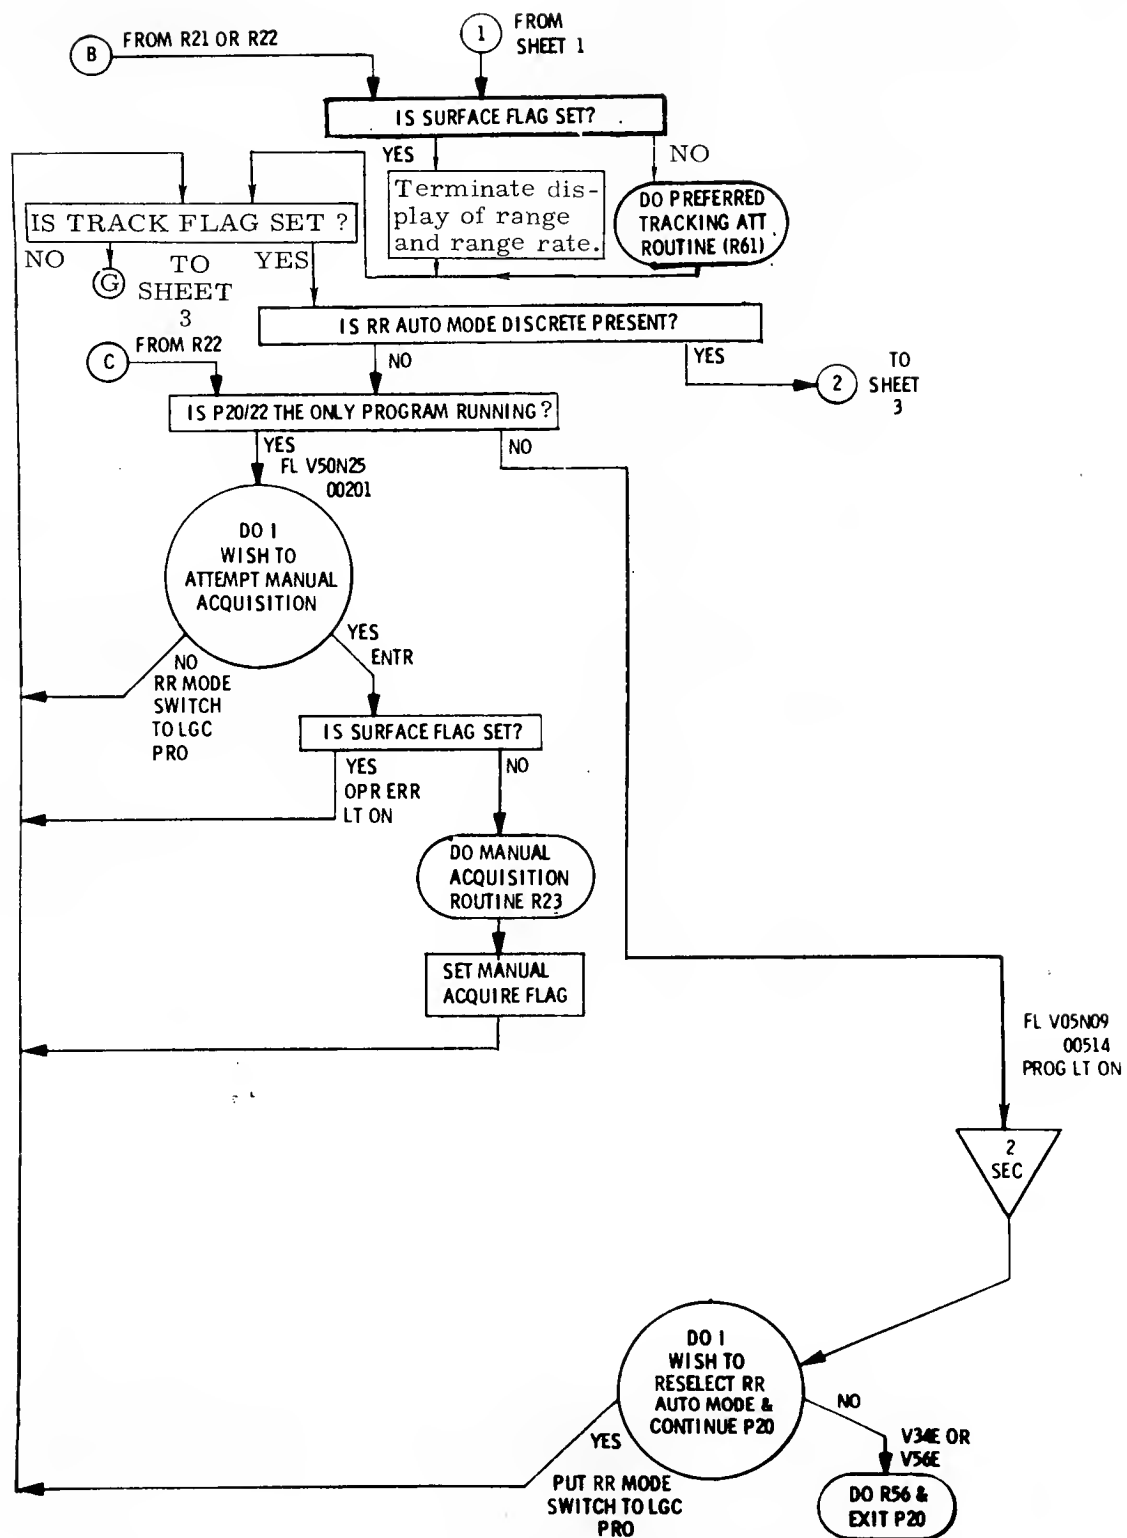 B
FROM R21 OR R22
1
FROM
SHEET 1
IS SURFACE FLAG SET?
YES
NO
Terminate dis-
play of range
and range rate.
DO PREFERRED
TRACKING ATT
ROUTINE (R61)
IS TRACK FLAG SET ?
NO
G
TO
SHEET
3
YES
IS RR AUTO MODE DISCRETE PRESENT?
C
FROM R22
NO
YES
2
TO
SHEET
3
IS P20/22 THE ONLY PROGRAM RUNNING?
YES
FL V50N25
00201
NO
DO I
WISH TO
ATTEMPT MANUAL
ACQUISITION
NO
RR MODE
SWITCH
TO LGC
PRO
YES
ENTR
IS SURFACE FLAG SET?
YES
OPR ERR
LT ON
NO
DO MANUAL
ACQUISITION
ROUTINE R23
SET MANUAL
ACQUIRE FLAG
FL V05N09
00514
PROG LT ON
2
SEC
DO I
WISH TO
RESELECT RR
AUTO MODE &
CONTINUE P20
YES
PUT RR MODE
SWITCH TO LGC
PRO
NO
V34E OR
V56E
DO R56 &
EXIT P20